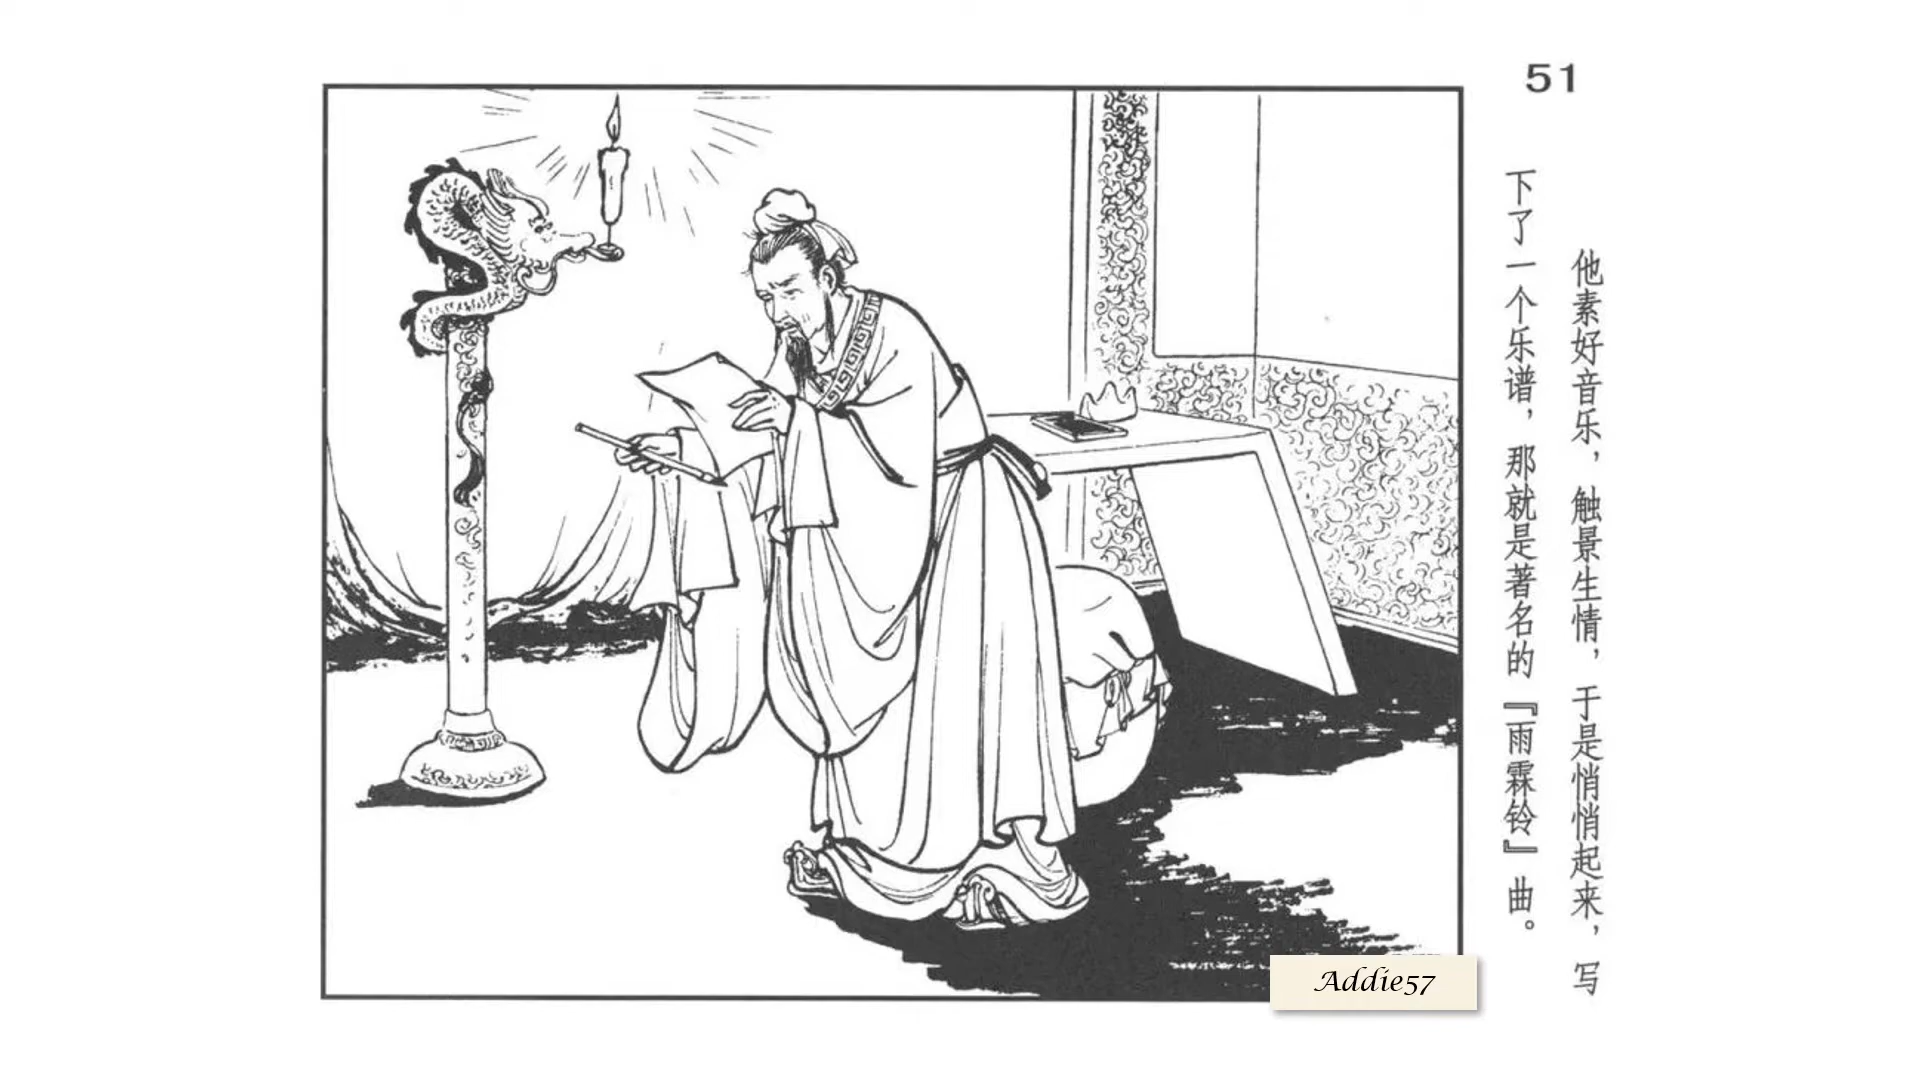 51
他素好音乐，触景生情，于是悄悄起来，写
下了一个乐谱，那就是著名的『雨霖铃』曲。
Addie57